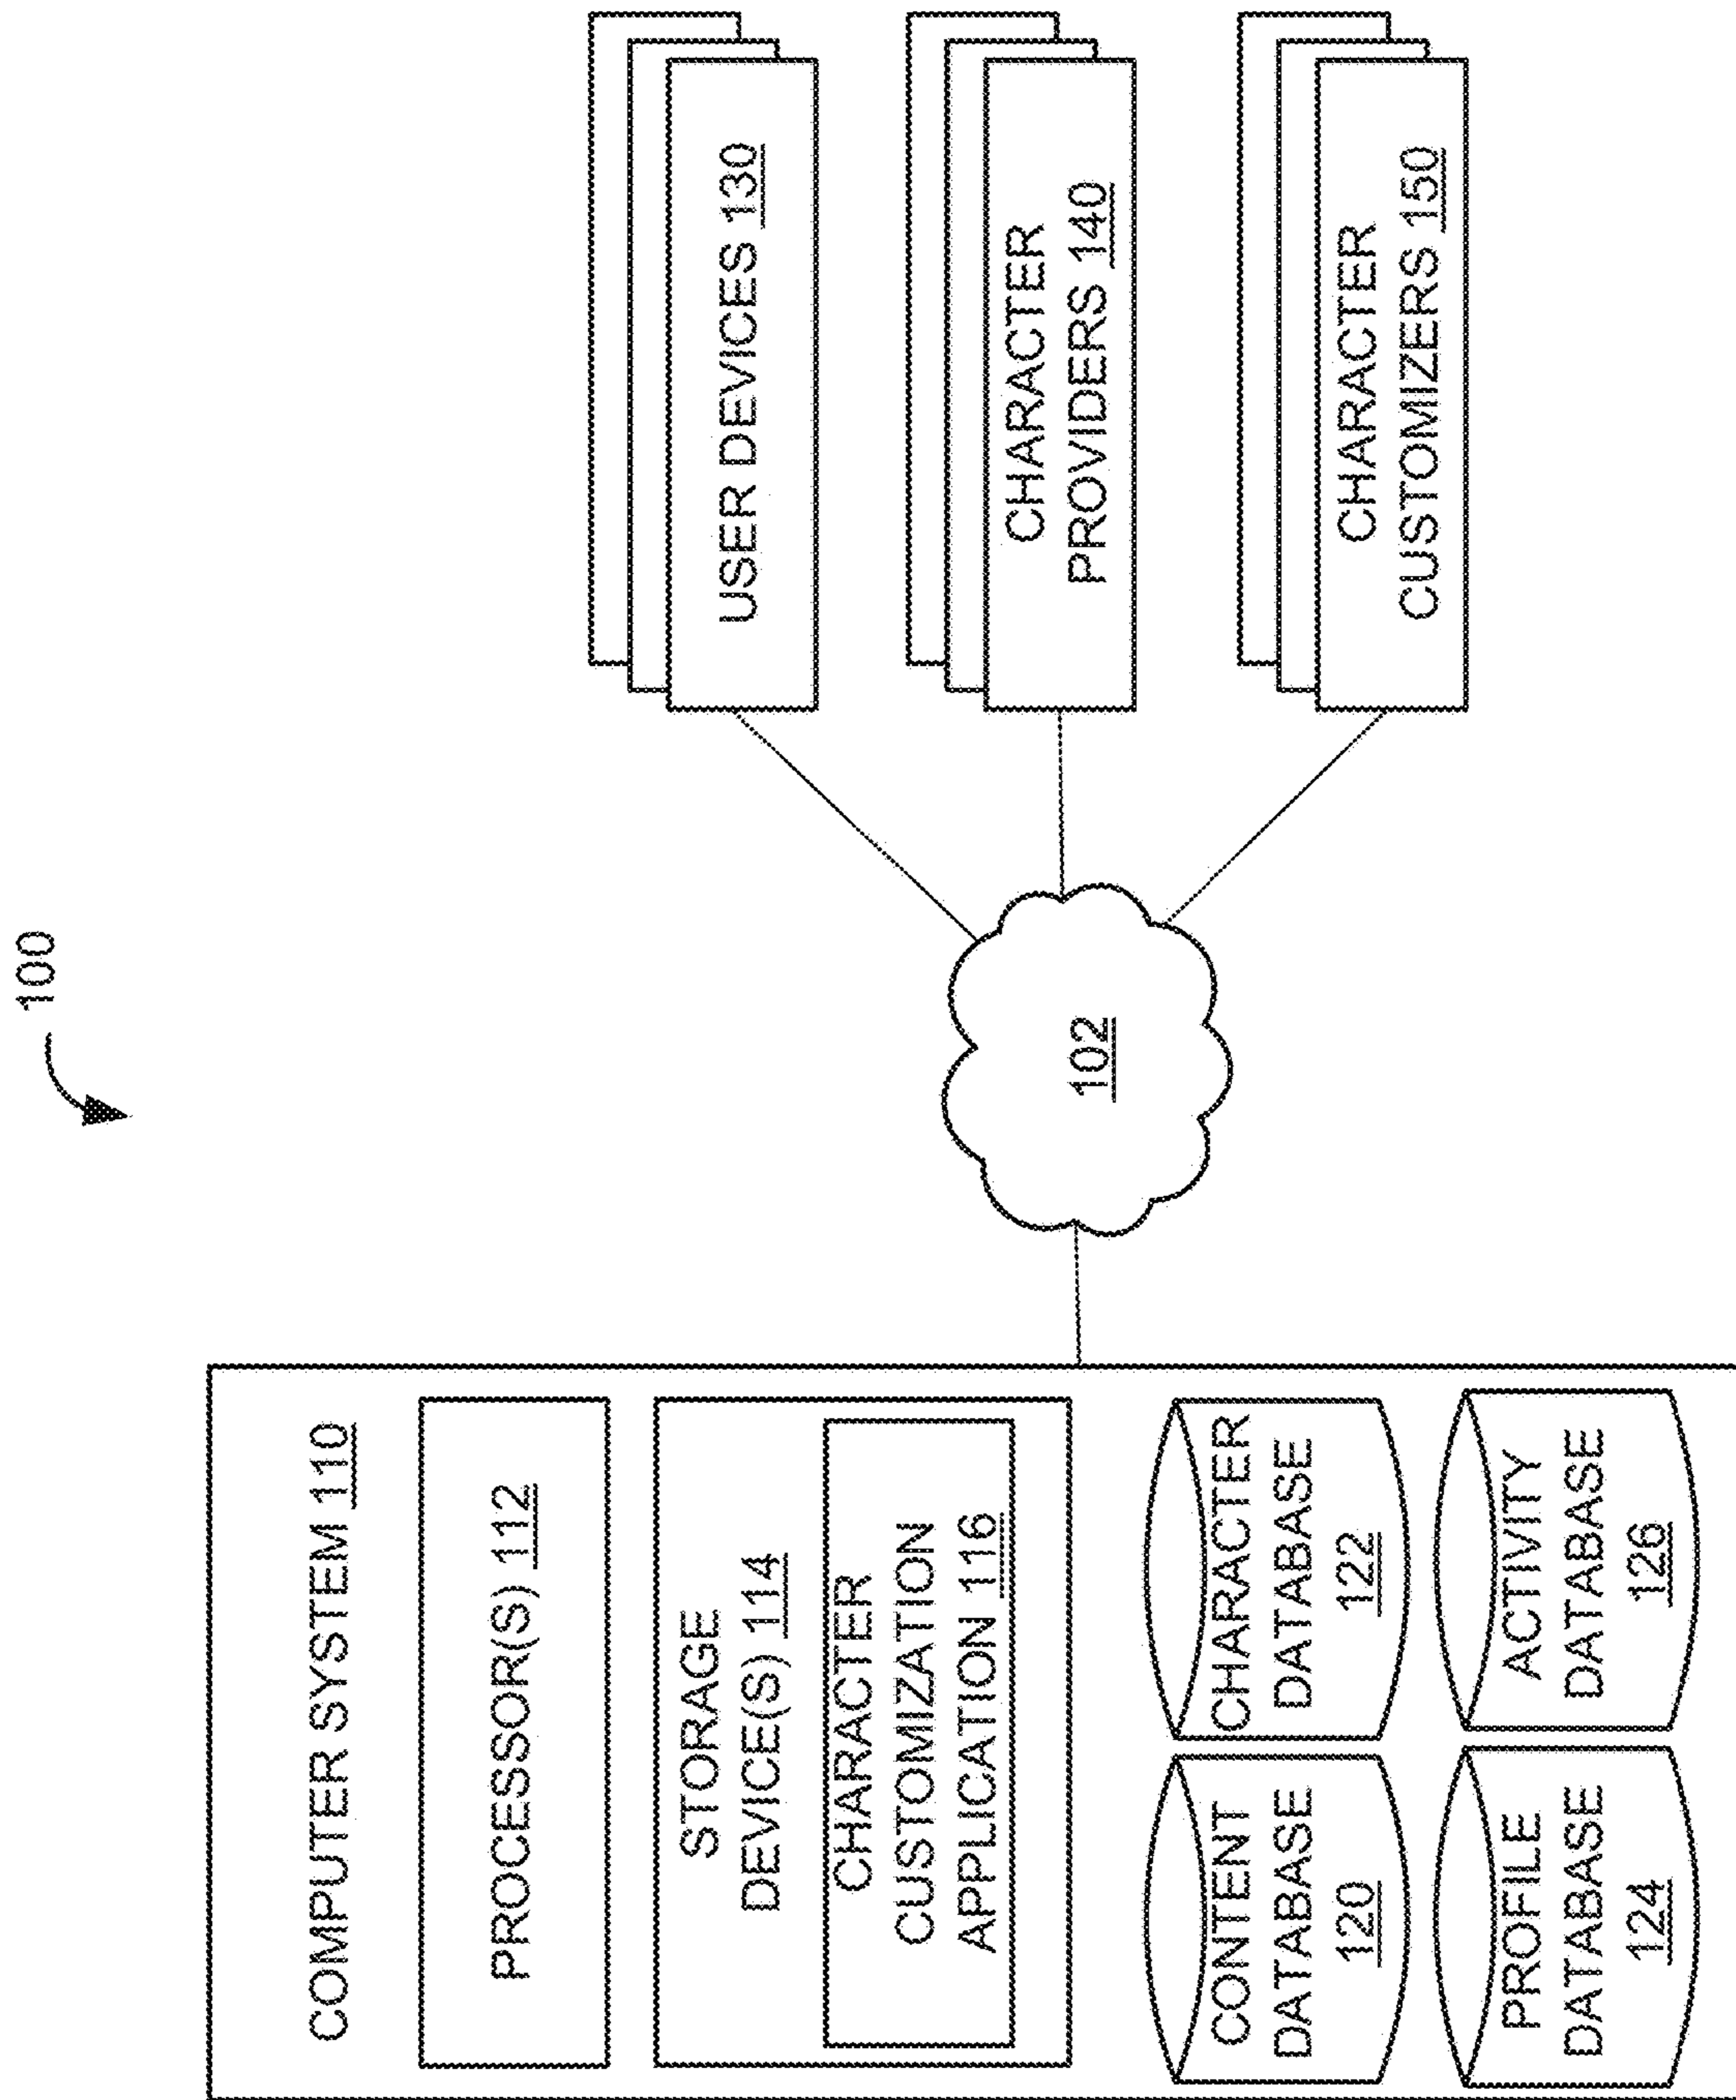 100
COMPUTER SYSTEM 110
PROCESSOR(S) 112
STORAGE
DEVICE(S) 114
CHARACTER
CUSTOMIZATION
APPLICATION 116
CONTENT
DATABASE
120
CHARACTER
DATABASE
122
PROFILE
DATABASE
124
ACTIVITY
DATABASE
126
102
USER DEVICES 130
CHARACTER
PROVIDERS 140
CHARACTER
CUSTOMIZERS 150